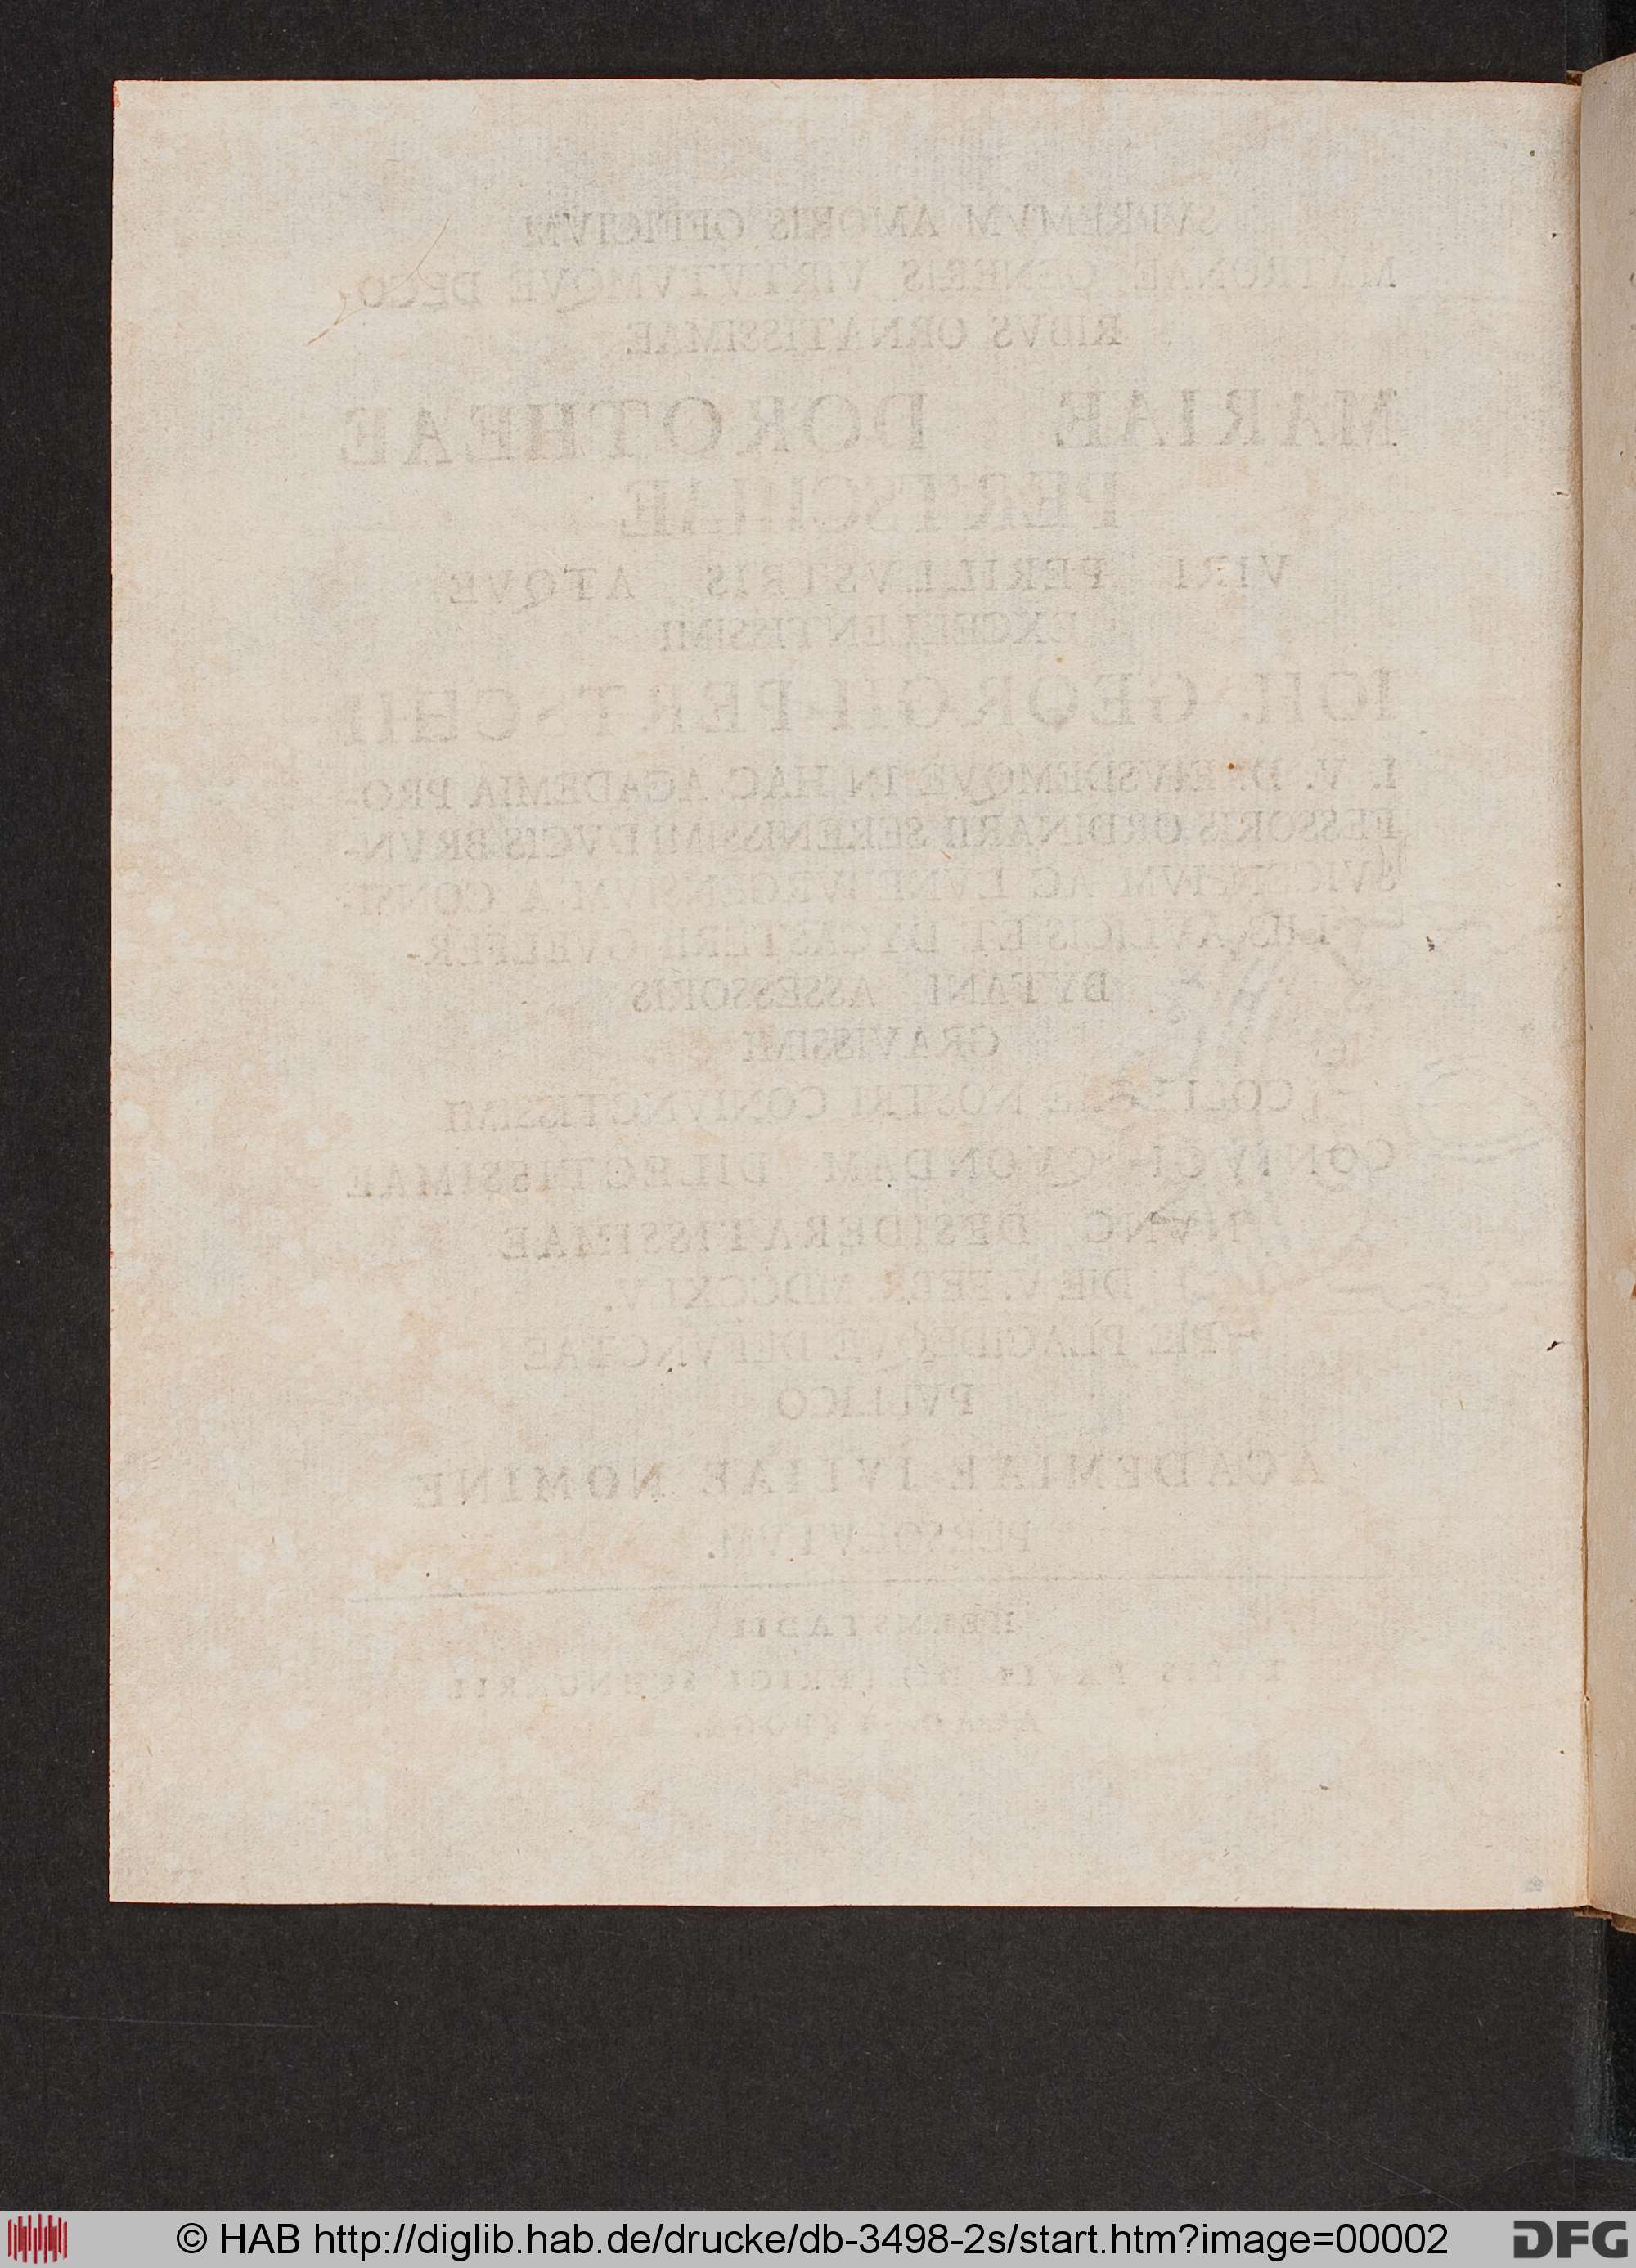 SVPREMVM AMORIS OFFICIVM
MATRONAE GENERIS VIRTVTVMQVE DECO
RIBVS ORNATISSIMAE
MARIAE DOROTHEAE
PERTSCHIAE
VIRI PERILLVSTRIS ATQVE
EXCELLENTISSIMI
IOH. GEORGII PERTSCHII
I. V. D. EIVSDEMQVE IN HAC ACADEMIA PRO-
FESSORIS ORDINARII SERENISSIMI DVCIS BRVN-
SVICENSIVM AC LVNEBVRGENSIVM A CONSI-
LIIS AVLICIS ET DICASTERII GVELFER-
BYTANI ASSESSORIS
GRAVISSIMI
COLLEGAE NOSTRI CONIVNCTISSIMI
CONIVGI QVONDAM DILECTISSIMAE
NVNC DESIDERATISSIMAE
DIE V. FEBR. MDCCXLV.
PIE PLACIDEQVE DEFVNCTAE
PVBLICO
ACADEMIAE IVLIAE NOMINE
PERSOLVTVM.
HELMSTADII
ACAD. TYPOGR.
© HAB http://diglib.hab.de/drucke/db-3498-2s/start.htm?image=00002
DFG